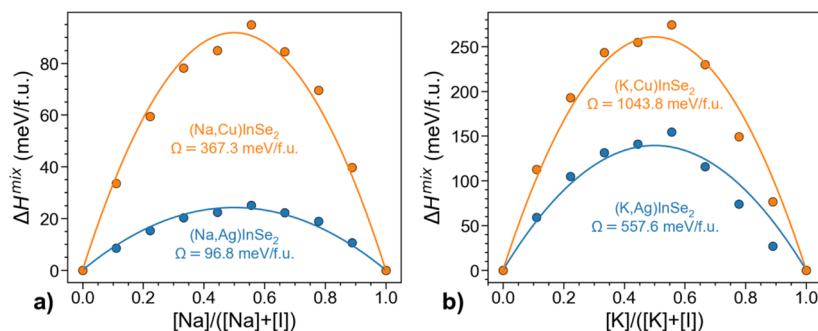 ΔH^mix (meV/f.u.)
80
60
40
20
0
(Na,Cu)InSe₂
Ω = 367.3 meV/f.u.
(Na,Ag)InSe₂
Ω = 96.8 meV/f.u.
0.0 0.2 0.4 0.6 0.8 1.0
a)
[Na]/([Na]+[I])
ΔH^mix (meV/f.u.)
250
200
150
100
50
0
(K,Cu)InSe₂
Ω = 1043.8 meV/f.u.
(K,Ag)InSe₂
Ω = 557.6 meV/f.u.
0.0 0.2 0.4 0.6 0.8 1.0
b)
[K]/([K]+[I])